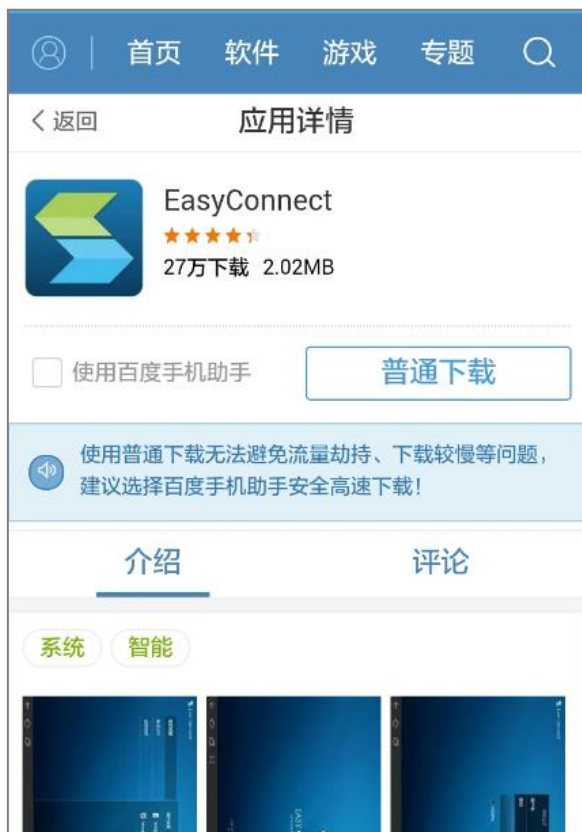 首页 软件 游戏 专题
返回 应用详情
EasyConnect
27万下载 2.02MB
使用百度手机助手 普通下载
使用普通下载无法避免流量劫持、下载较慢等问题，
建议选择百度手机助手安全高速下载！
介绍 评论
系统 智能